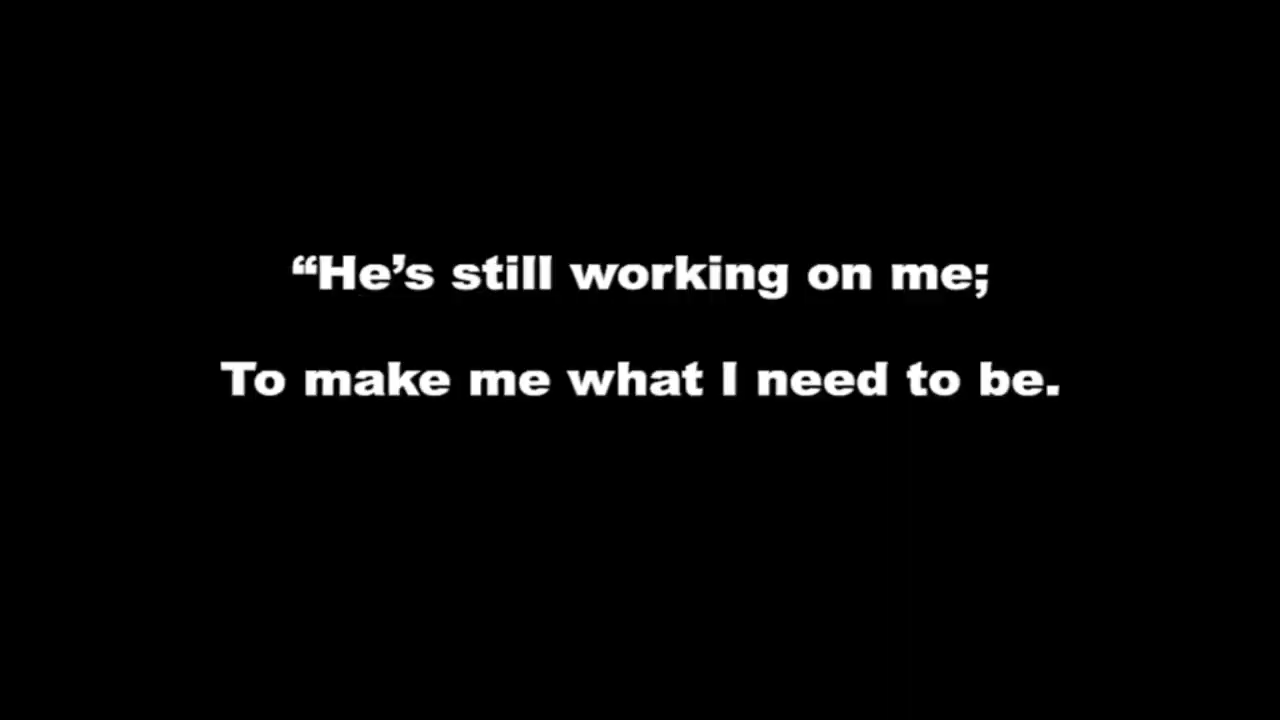 “He’s still working on me;
To make me what I need to be.